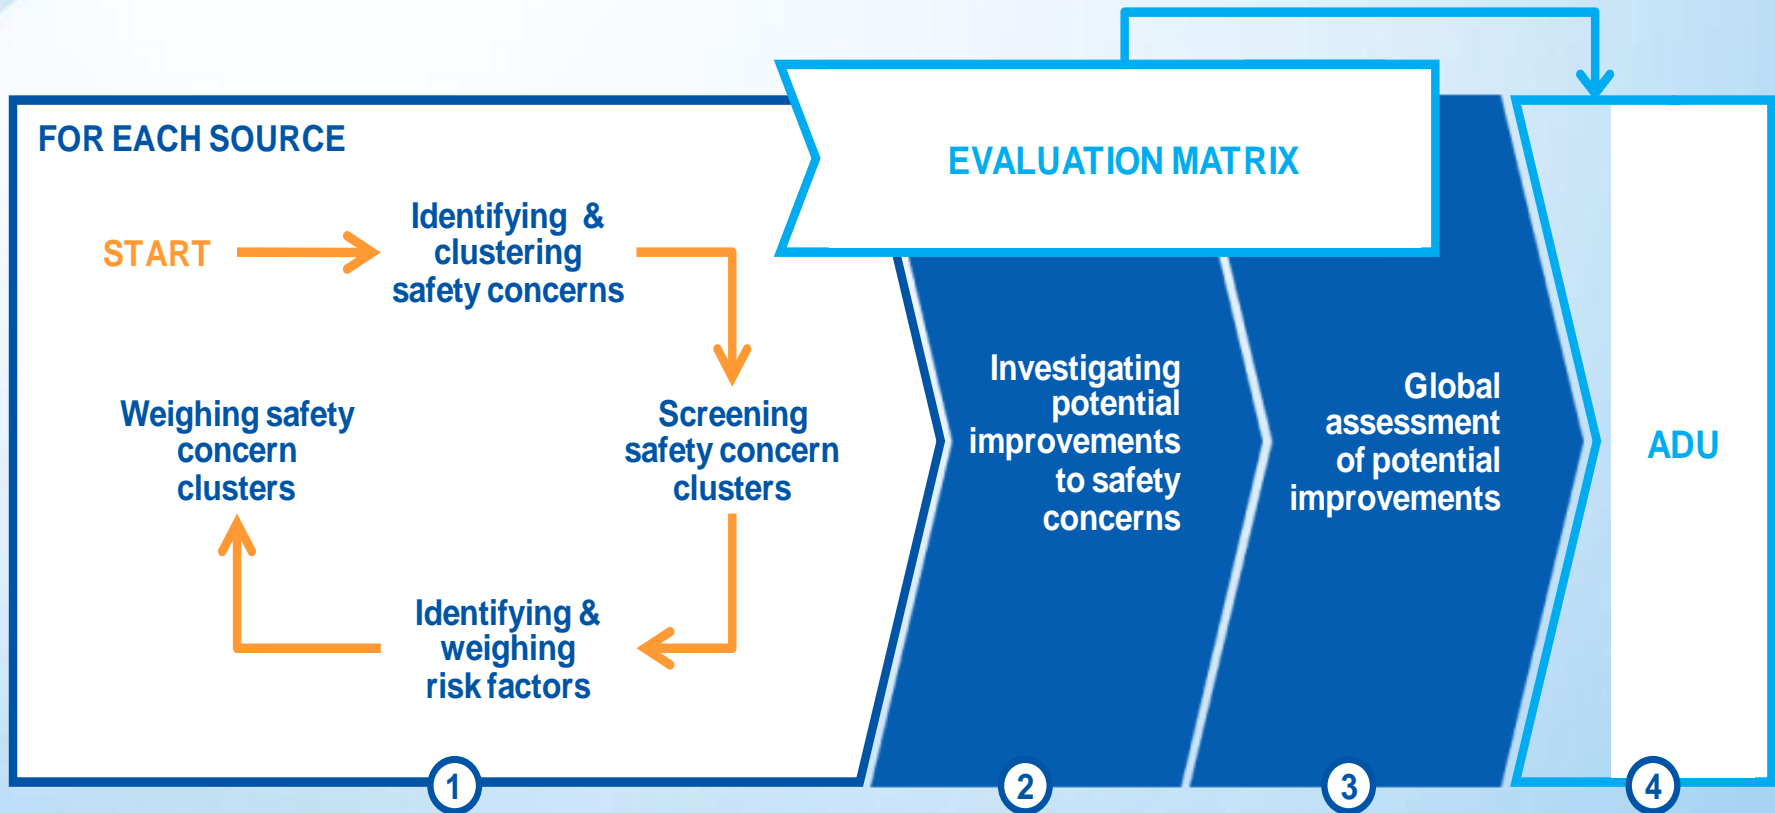 FOR EACH SOURCE
EVALUATION MATRIX
START
Identifying &
clustering
safety concerns
Screening
safety concern
clusters
Identifying &
weighing
risk factors
Weighing safety
concern
clusters
Investigating
potential
improvements
to safety
concerns
Global
assessment
of potential
improvements
ADU
1
2
3
4